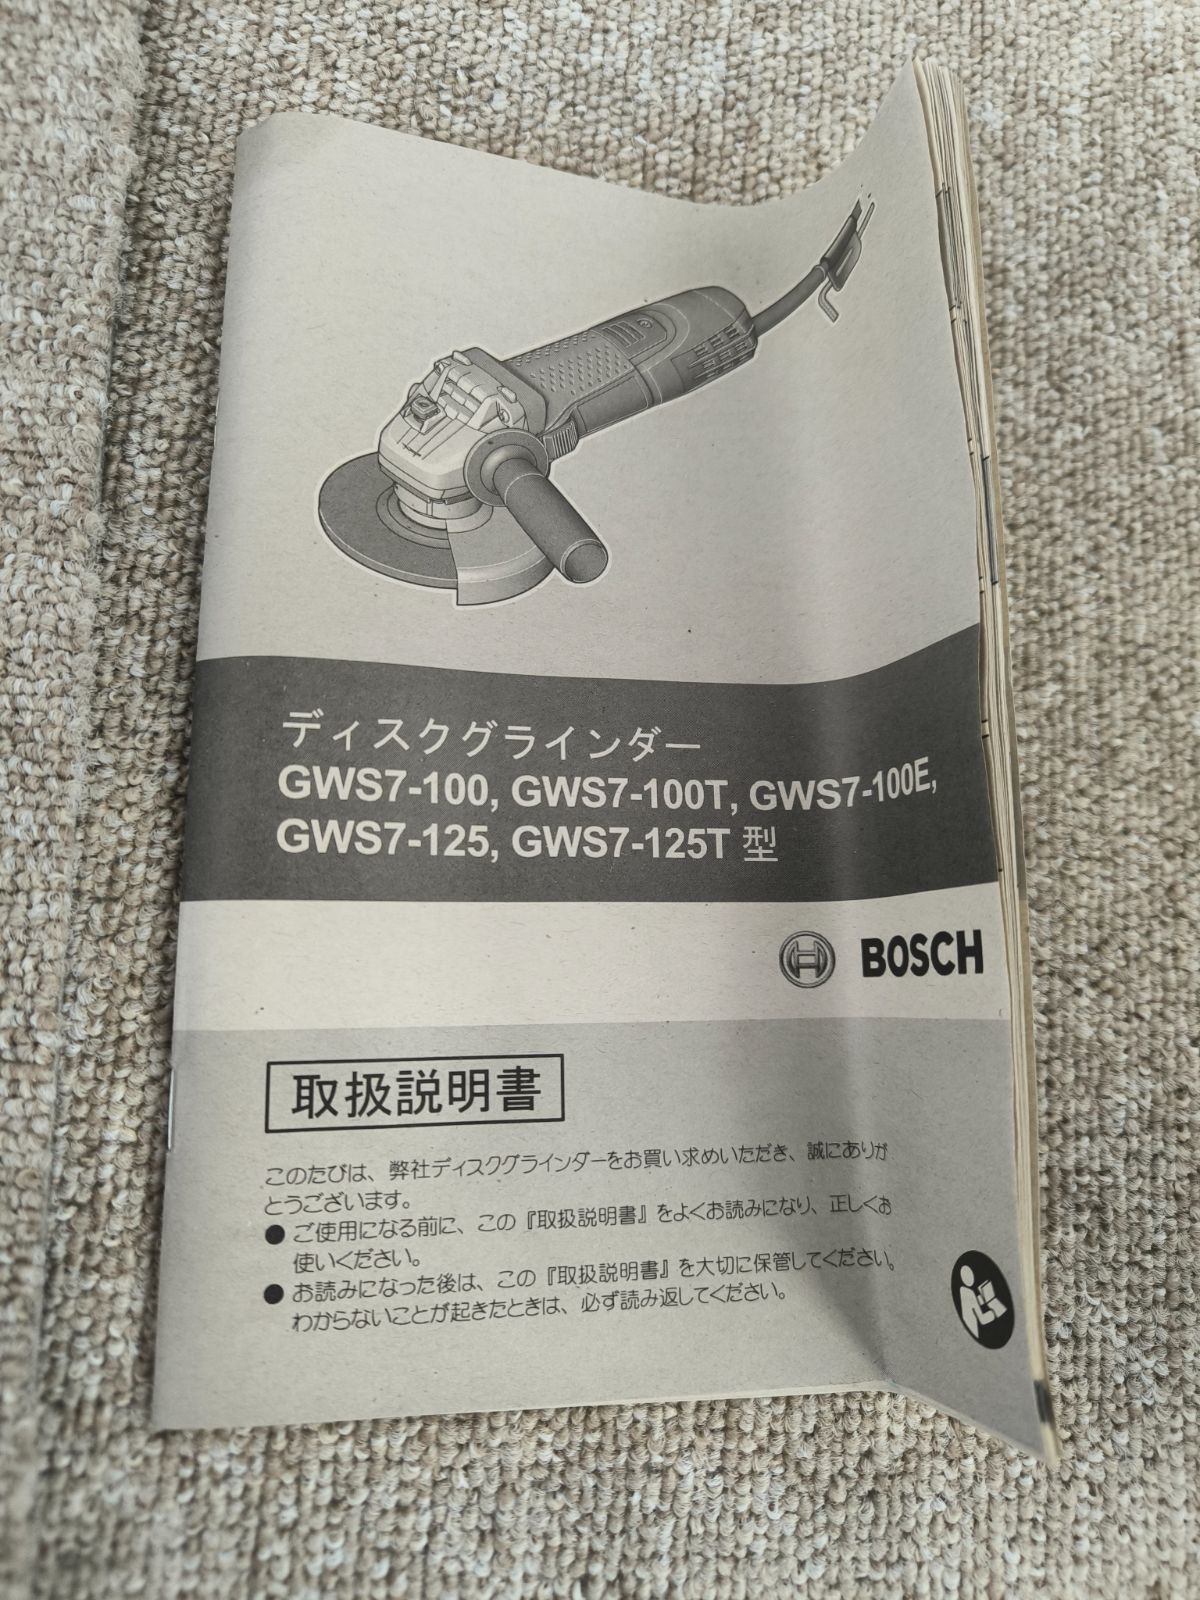 ディスクグラインダー
GWS7-100, GWS7-100T, GWS7-100E,
GWS7-125, GWS7-125T 型
BOSCH
取扱説明書
このたびは、弊社ディスクグラインダーをお買い求めいただき、誠にありが
とうございます。
● ご使用になる前に、この『取扱説明書』をよくお読みになり、正しくお
使いください。
● お読みになった後は、この『取扱説明書』を大切に保管してください。
わからないことが起きたときは、必ず読み返してください。